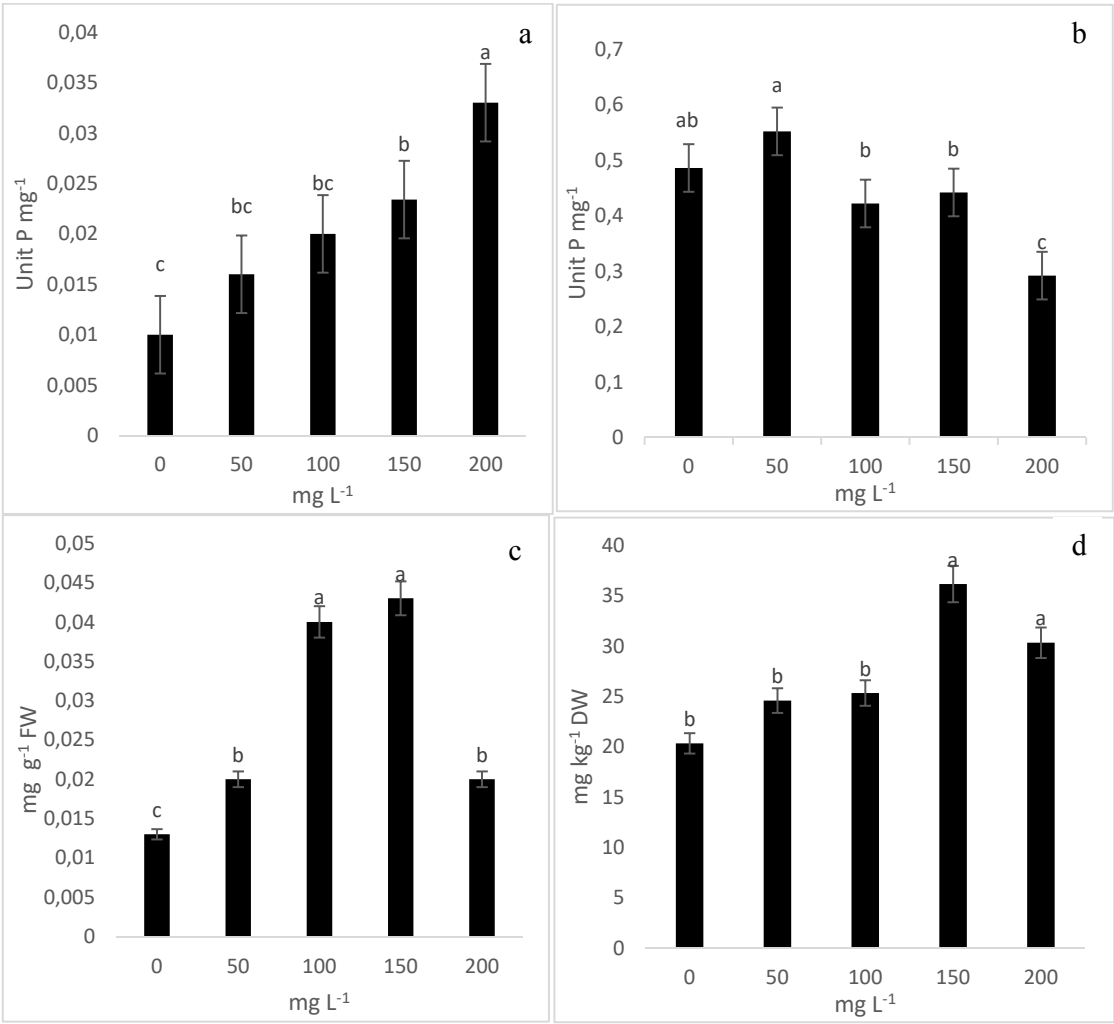 a
Unit P mg-1
0,04
0,035
0,03
0,025
0,02
0,015
0,01
0,005
0
c
bc
bc
b
a
0 50 100 150 200
mg L-1
b
Unit P mg-1
0,7
0,6
0,5
0,4
0,3
0,2
0,1
0
ab
a
b
b
c
0 50 100 150 200
mg L-1
c
mg g-1 FW
0,05
0,045
0,04
0,035
0,03
0,025
0,02
0,015
0,01
0,005
0
c
b
a
a
b
0 50 100 150 200
mg L-1
d
mg kg-1 DW
40
35
30
25
20
15
10
5
0
b
b
b
a
a
0 50 100 150 200
mg L-1